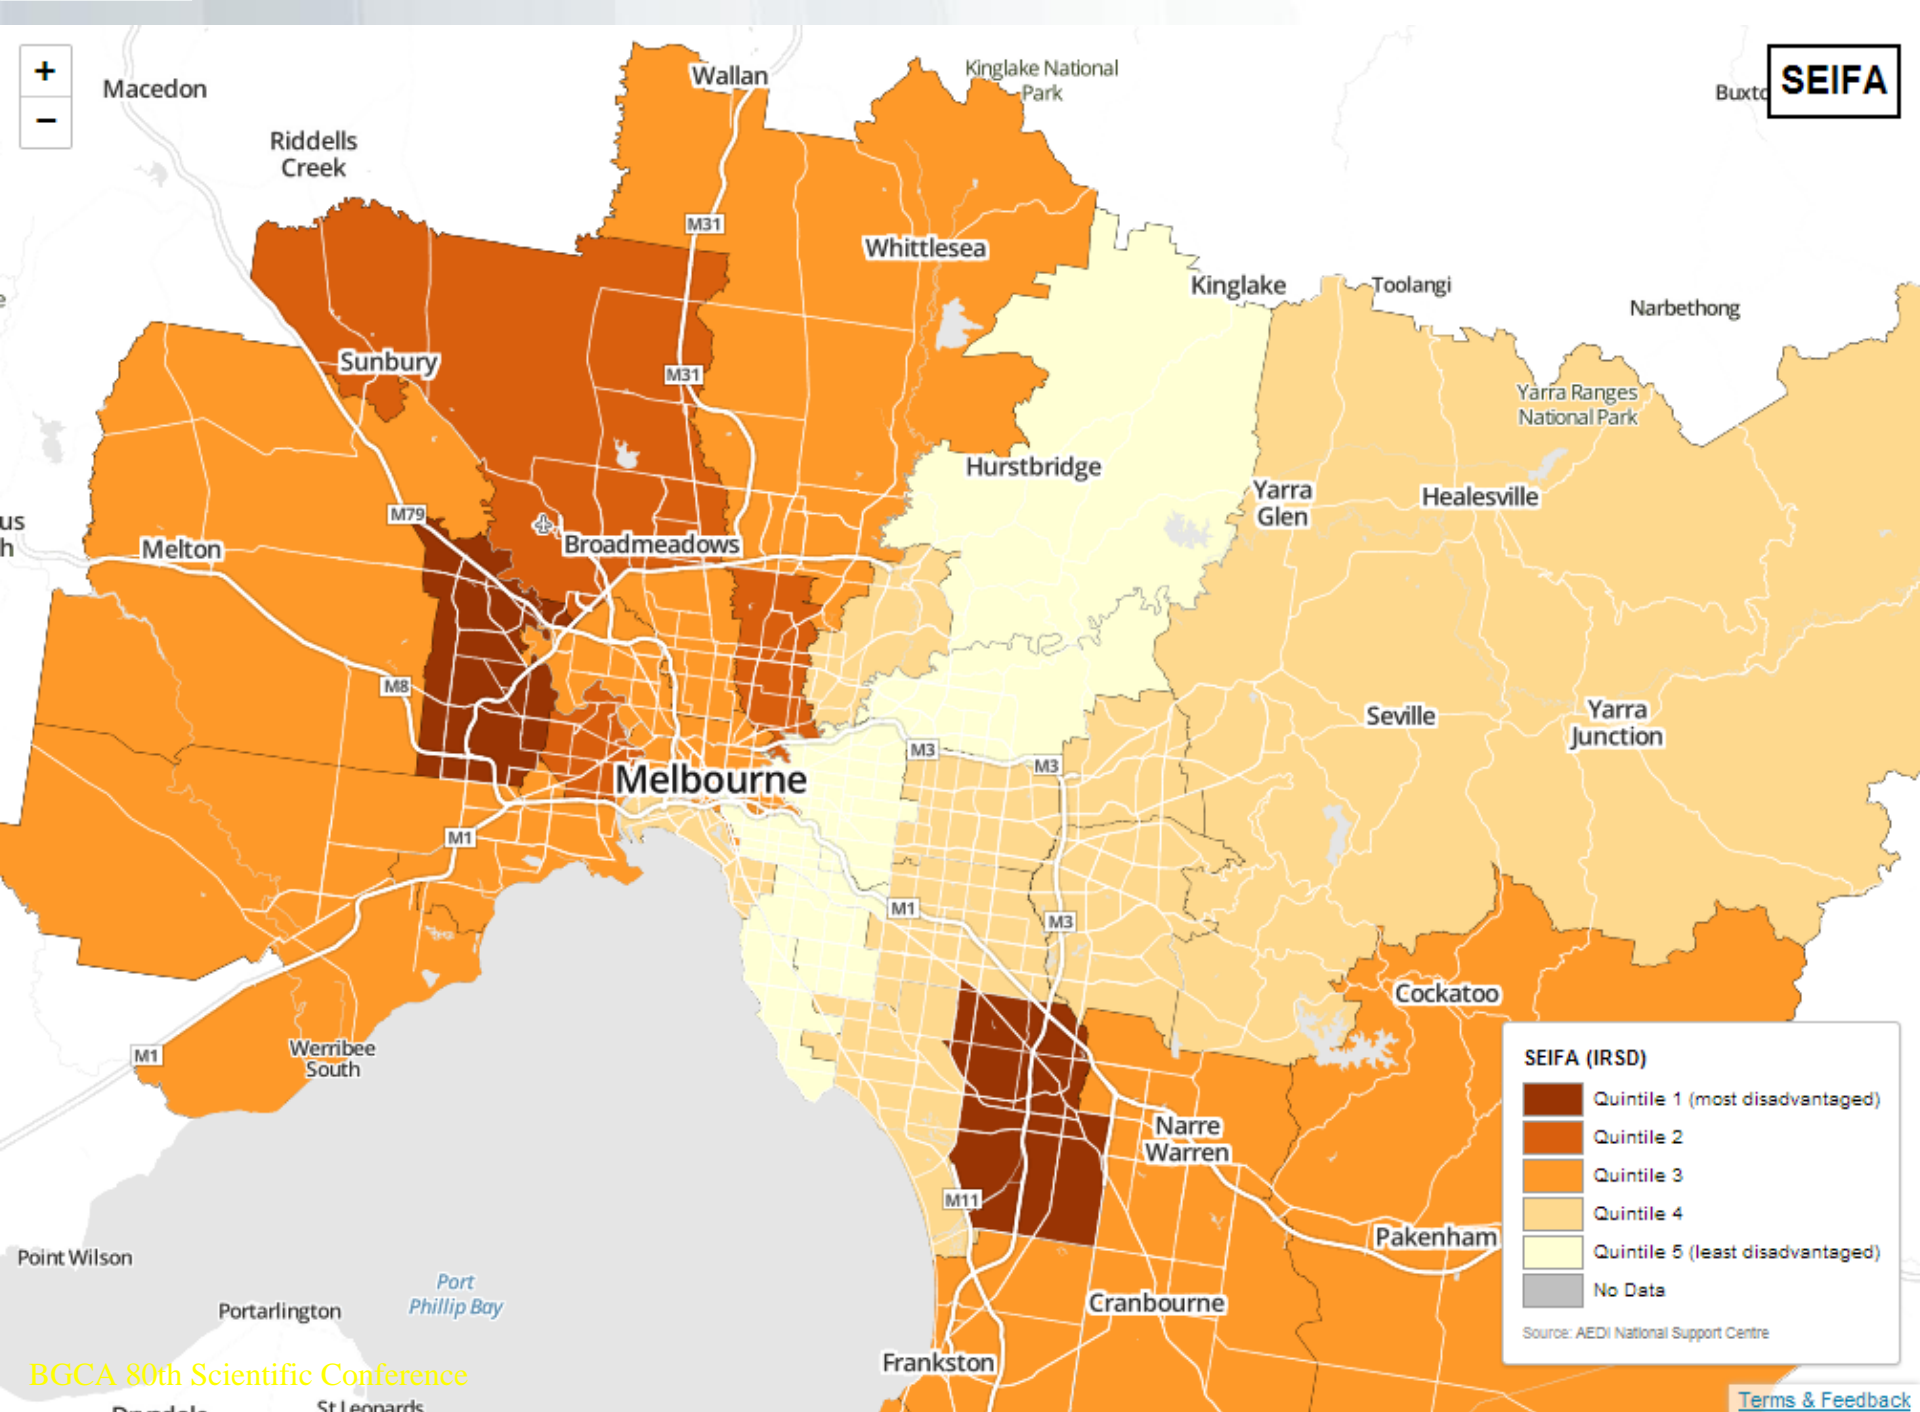 +
−
SEIFA
Macedon
Wallan
Kinglake National
Park
Riddells
Creek
M31
Whittlesea
Kinglake
Toolangi
Narbethong
Sunbury
M31
Yarra Ranges
National Park
Hurstbridge
Yarra
Glen
Healesville
M79
us
h
Melton
Broadmeadows
M8
Seville
Yarra
Junction
M3
M3
Melbourne
M1
M1
M3
Cockatoo
M1
Werribee
South
SEIFA (IRSD)
Quintile 1 (most disadvantaged)
Quintile 2
Quintile 3
Quintile 4
Quintile 5 (least disadvantaged)
No Data
Source: AEDI National Support Centre
Narre
Warren
M11
Pakenham
Point Wilson
Port
Phillip Bay
Portarlington
Cranbourne
Frankston
BGCA 80th Scientific Conference
Terms & Feedback